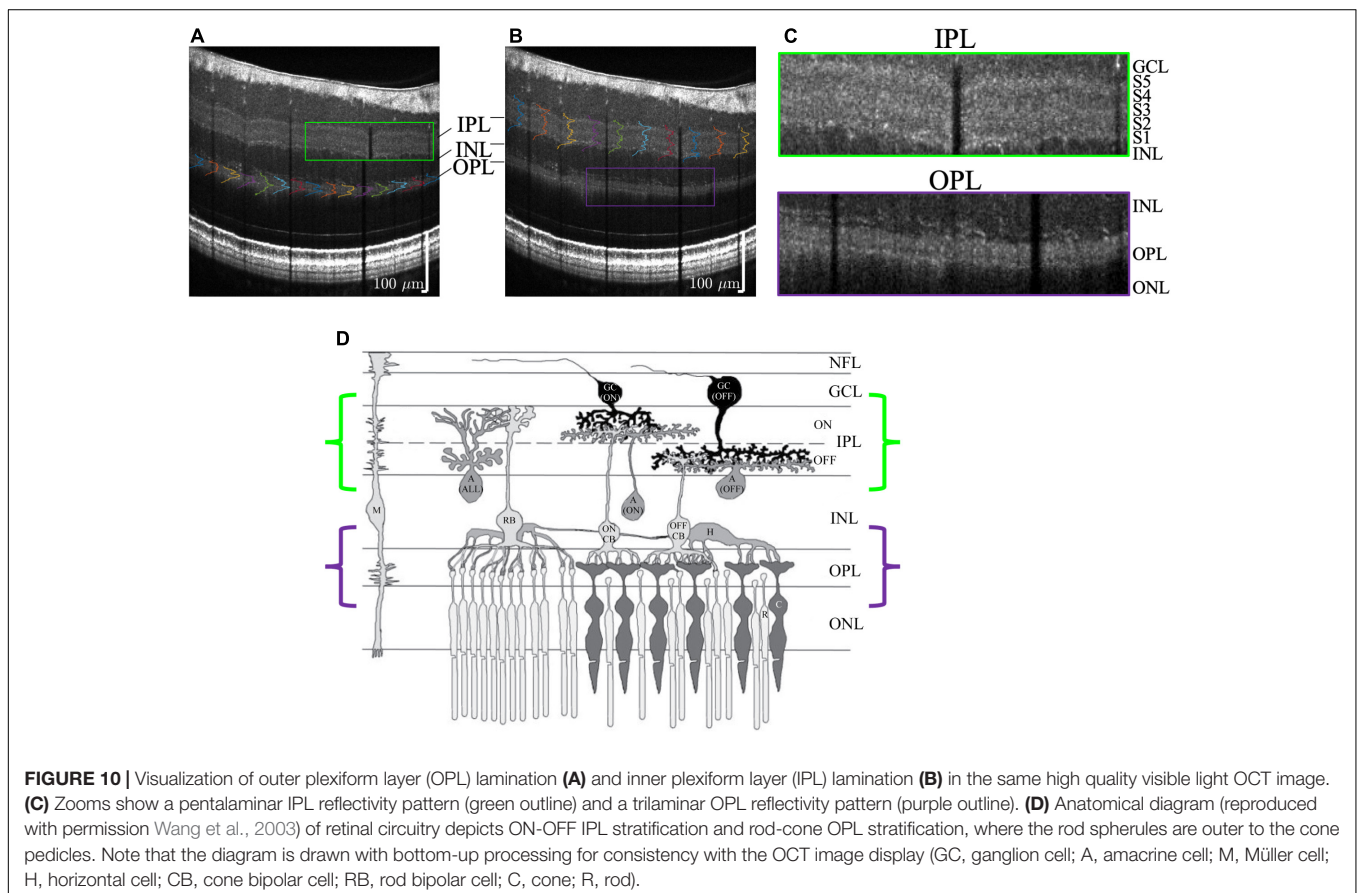 A
B
C
IPL
GCL
S5
S4
S3
S2
S1
INL
IPL
INL
OPL
100 μm
100 μm
OPL
INL
OPL
ONL
D
NFL
GC
(ON)
GC
(OFF)
GCL
ON
IPL
OFF
A
(ALL)
A
(ON)
A
(OFF)
M
RB
ON
CB
OFF
CB
H
INL
OPL
C
R
ONL
FIGURE 10 | Visualization of outer plexiform layer (OPL) lamination (A) and inner plexiform layer (IPL) lamination (B) in the same high quality visible light OCT image.
(C) Zooms show a pentalaminar IPL reflectivity pattern (green outline) and a trilaminar OPL reflectivity pattern (purple outline). (D) Anatomical diagram (reproduced
with permission Wang et al., 2003) of retinal circuitry depicts ON-OFF IPL stratification and rod-cone OPL stratification, where the rod spherules are outer to the cone
pedicles. Note that the diagram is drawn with bottom-up processing for consistency with the OCT image display (GC, ganglion cell; A, amacrine cell; M, Müller cell;
H, horizontal cell; CB, cone bipolar cell; RB, rod bipolar cell; C, cone; R, rod).